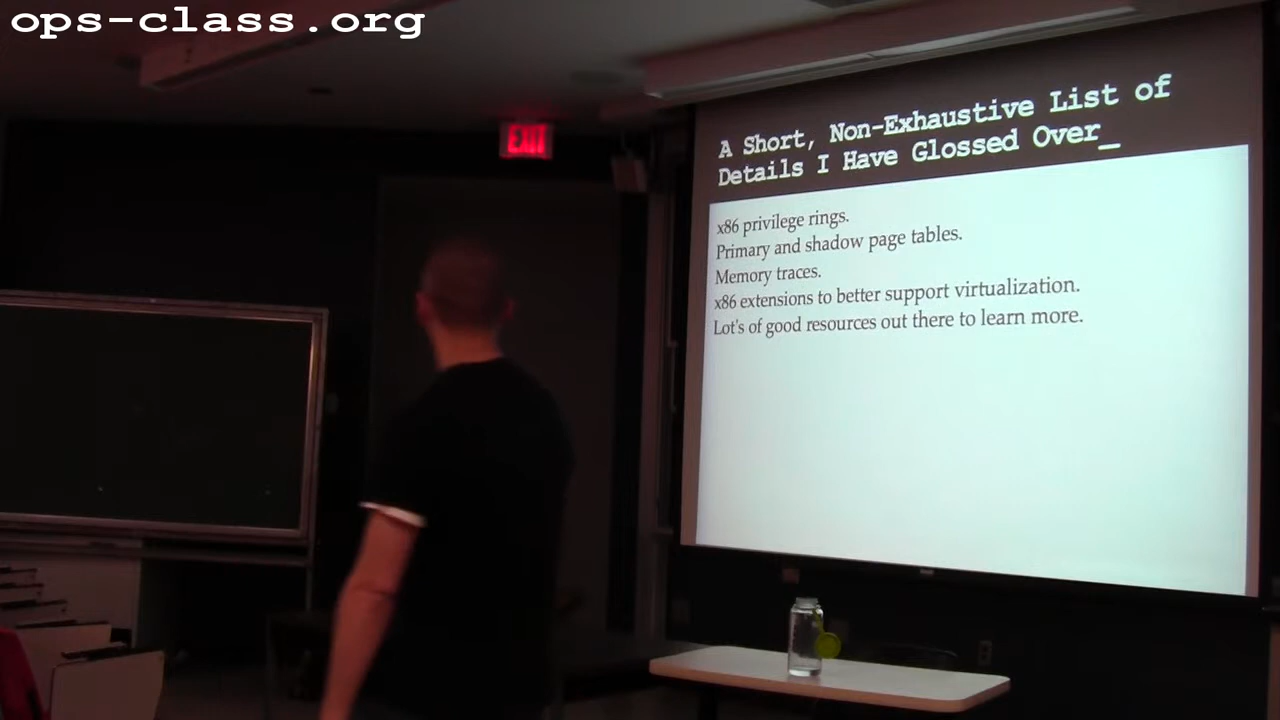 ops-class.org
EXIT
A Short, Non-Exhaustive List of
Details I Have Glossed Over_
x86 privilege rings.
Primary and shadow page tables.
Memory traces.
x86 extensions to better support virtualization.
Lot's of good resources out there to learn more.